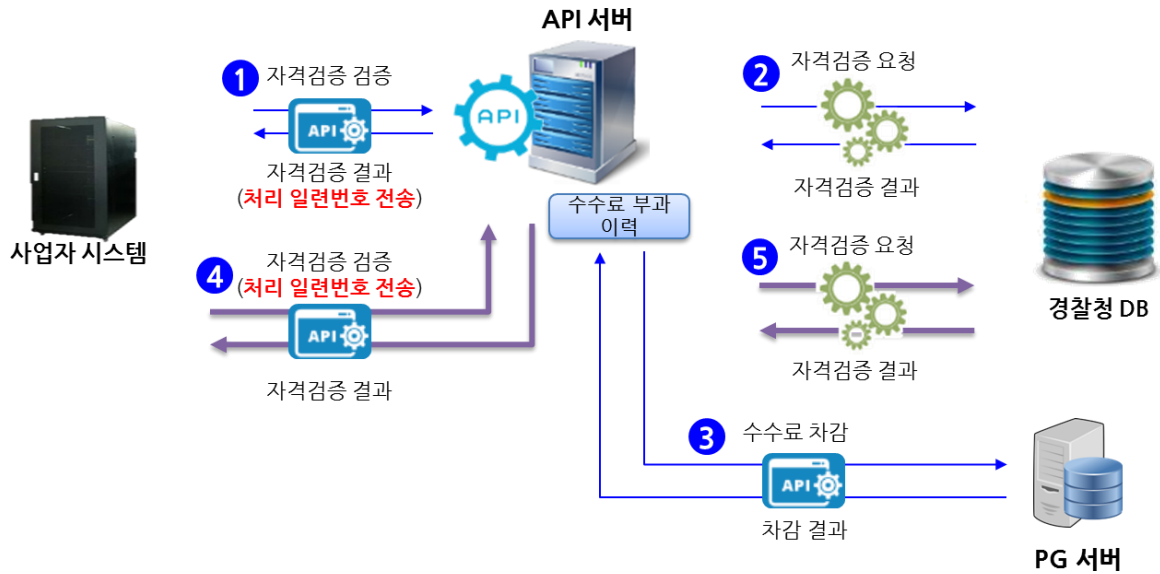 API 서버
1
자격검증 검증
API
자격검증 결과
(처리 일련번호 전송)
API
2
자격검증 요청
자격검증 결과
사업자 시스템
수수료 부과
이력
4
자격검증 검증
(처리 일련번호 전송)
API
자격검증 결과
5
자격검증 요청
자격검증 결과
경찰청 DB
3
수수료 차감
API
차감 결과
PG 서버